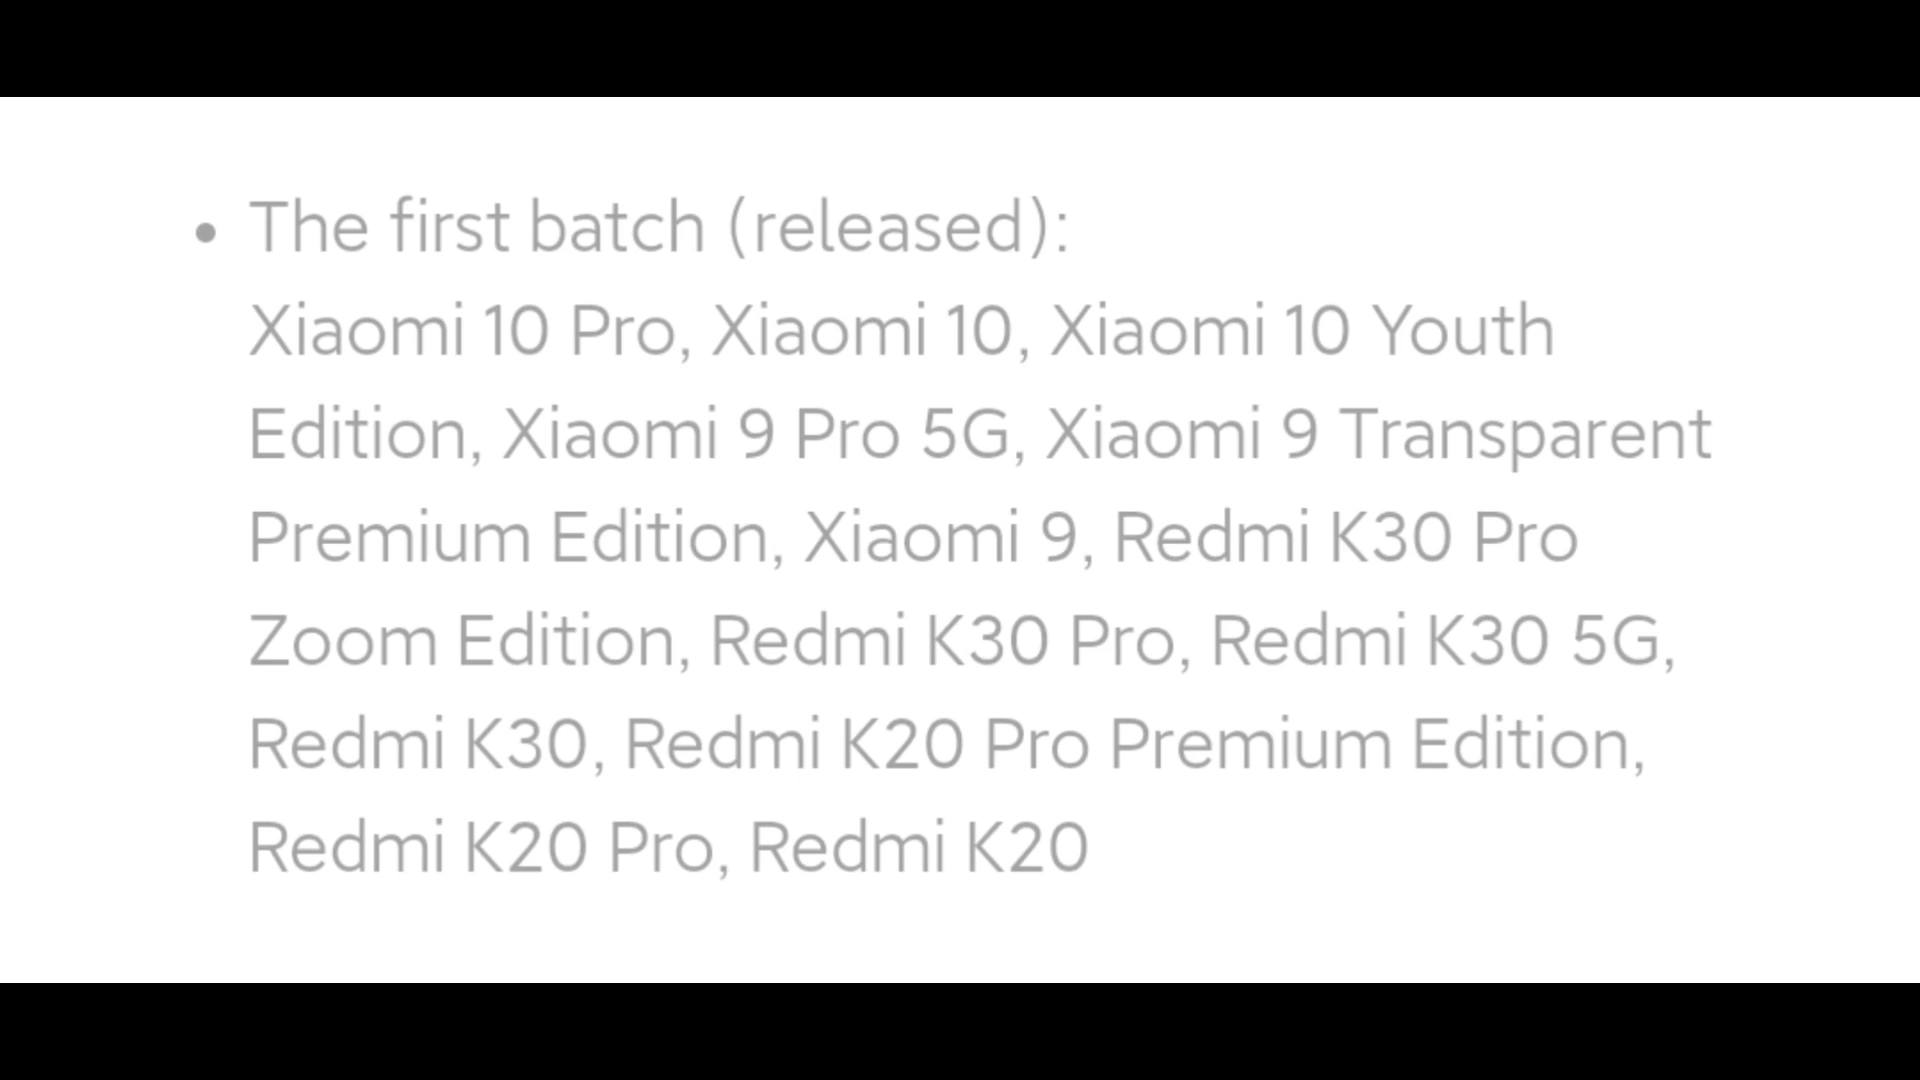 • The first batch (released):
Xiaomi 10 Pro, Xiaomi 10, Xiaomi 10 Youth
Edition, Xiaomi 9 Pro 5G, Xiaomi 9 Transparent
Premium Edition, Xiaomi 9, Redmi K30 Pro
Zoom Edition, Redmi K30 Pro, Redmi K30 5G,
Redmi K30, Redmi K20 Pro Premium Edition,
Redmi K20 Pro, Redmi K20